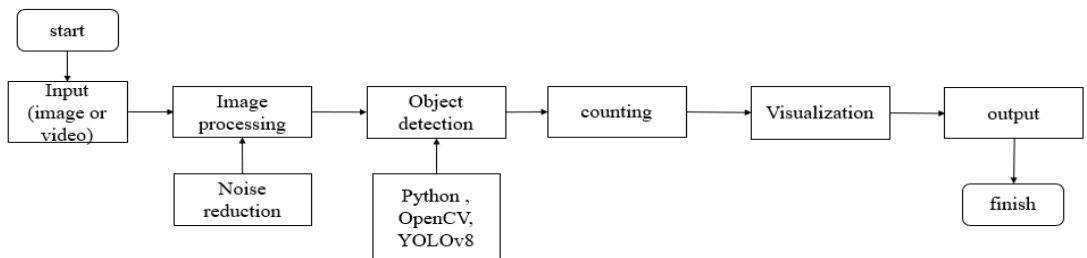 start
Input
(image or
video)
Image
processing
Object
detection
counting
Visualization
output
Noise
reduction
Python ,
OpenCV,
YOLOv8
finish